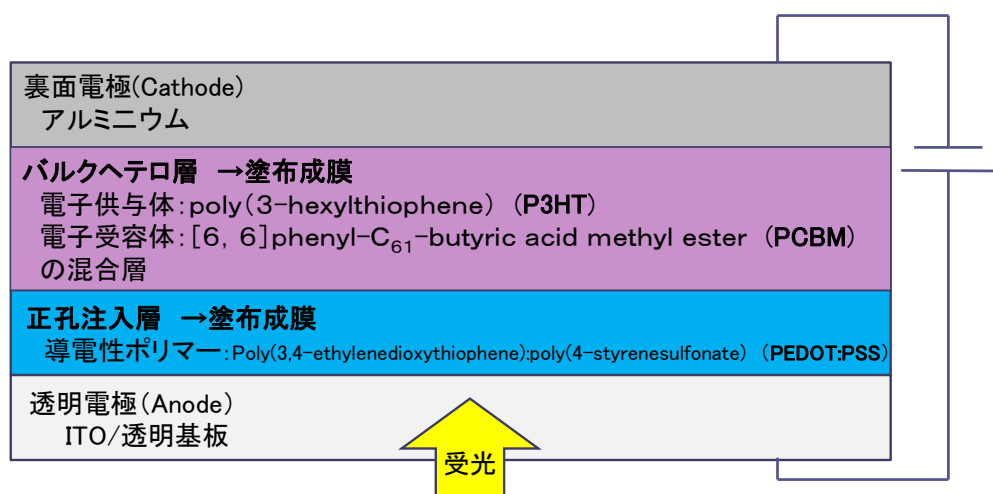 裏面電極(Cathode)
アルミニウム
バルクヘテロ層 →塗布成膜
電子供与体:poly(3-hexylthiophene) (P3HT)
電子受容体:[6, 6]phenyl-C₆₁-butyric acid methyl ester (PCBM)
の混合層
正孔注入層 →塗布成膜
導電性ポリマー:Poly(3,4-ethylenedioxythiophene):poly(4-styrenesulfonate) (PEDOT:PSS)
透明電極(Anode)
ITO/透明基板
受光